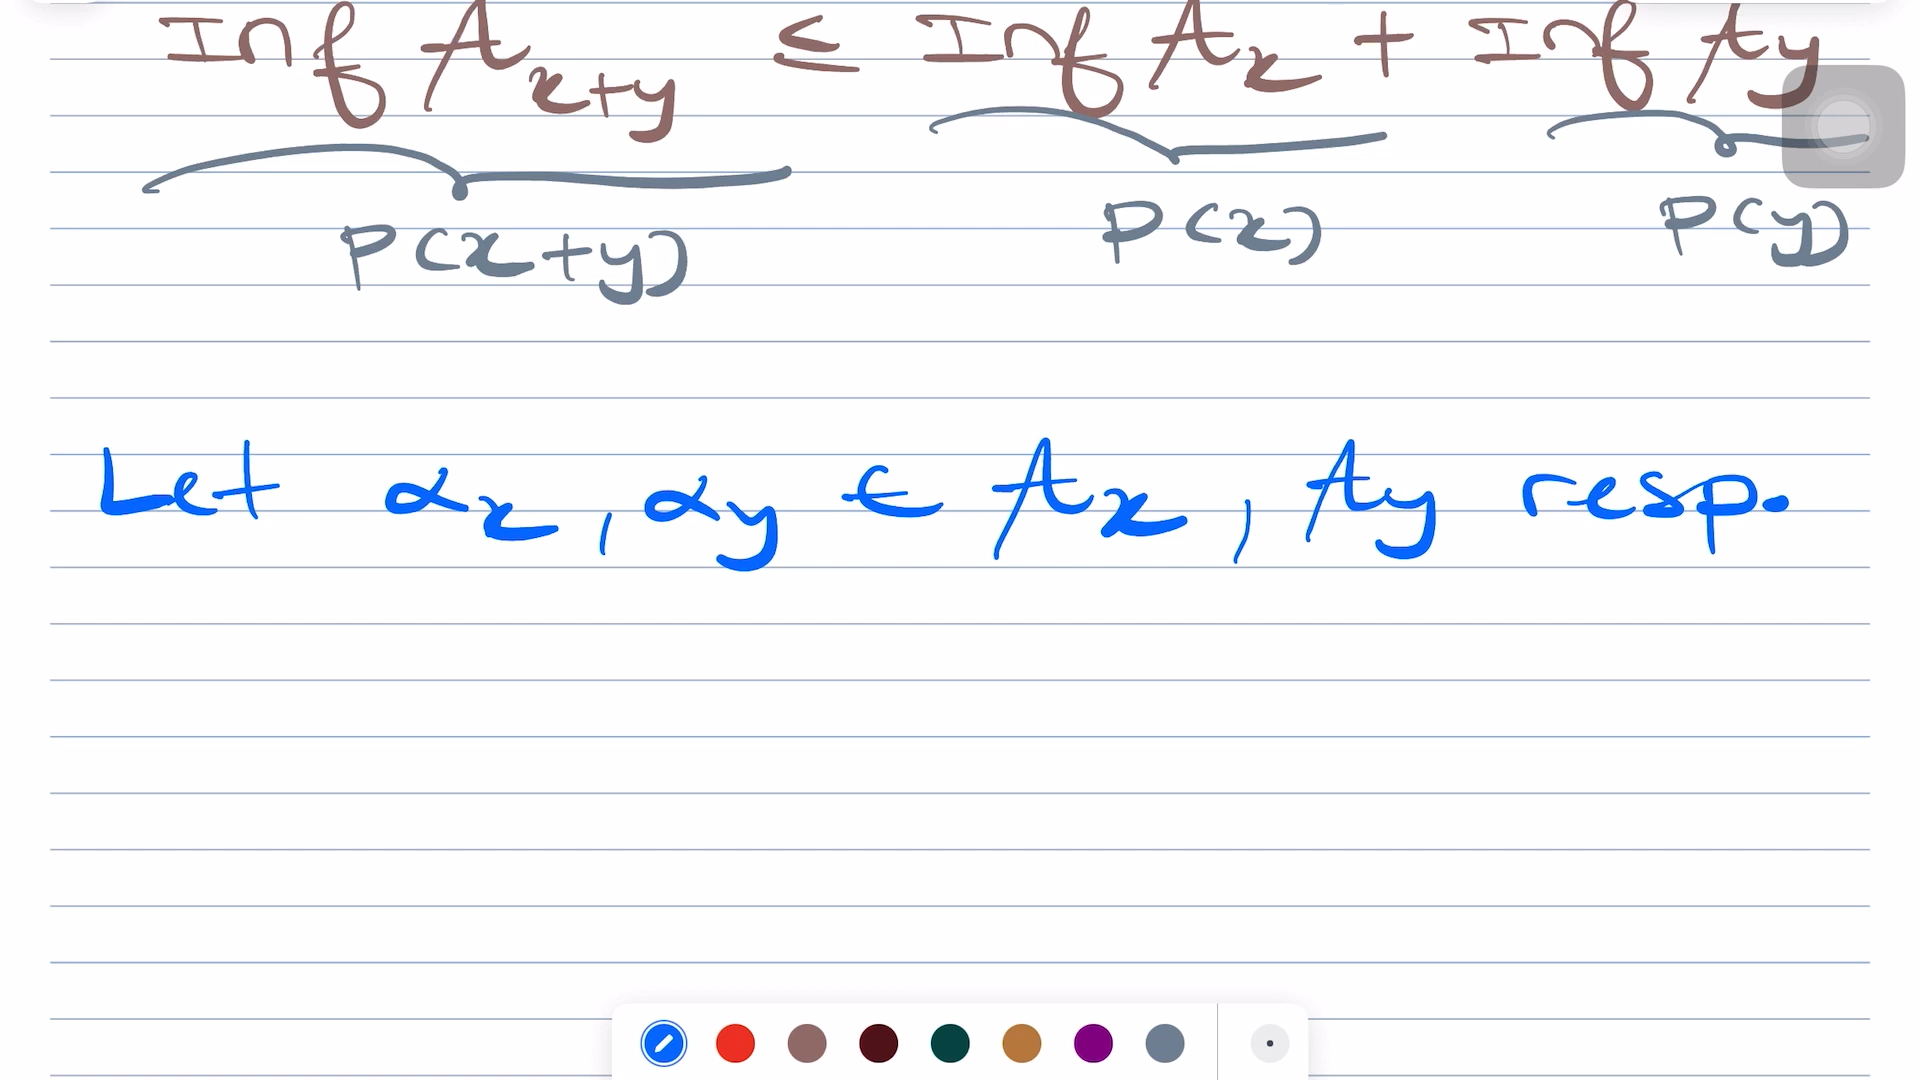 Inf A_{x+y} ≤ Inf A_x + Inf A_y
P(x+y) P(x) P(y)
Let α_x, α_y ∈ A_x, A_y resp.